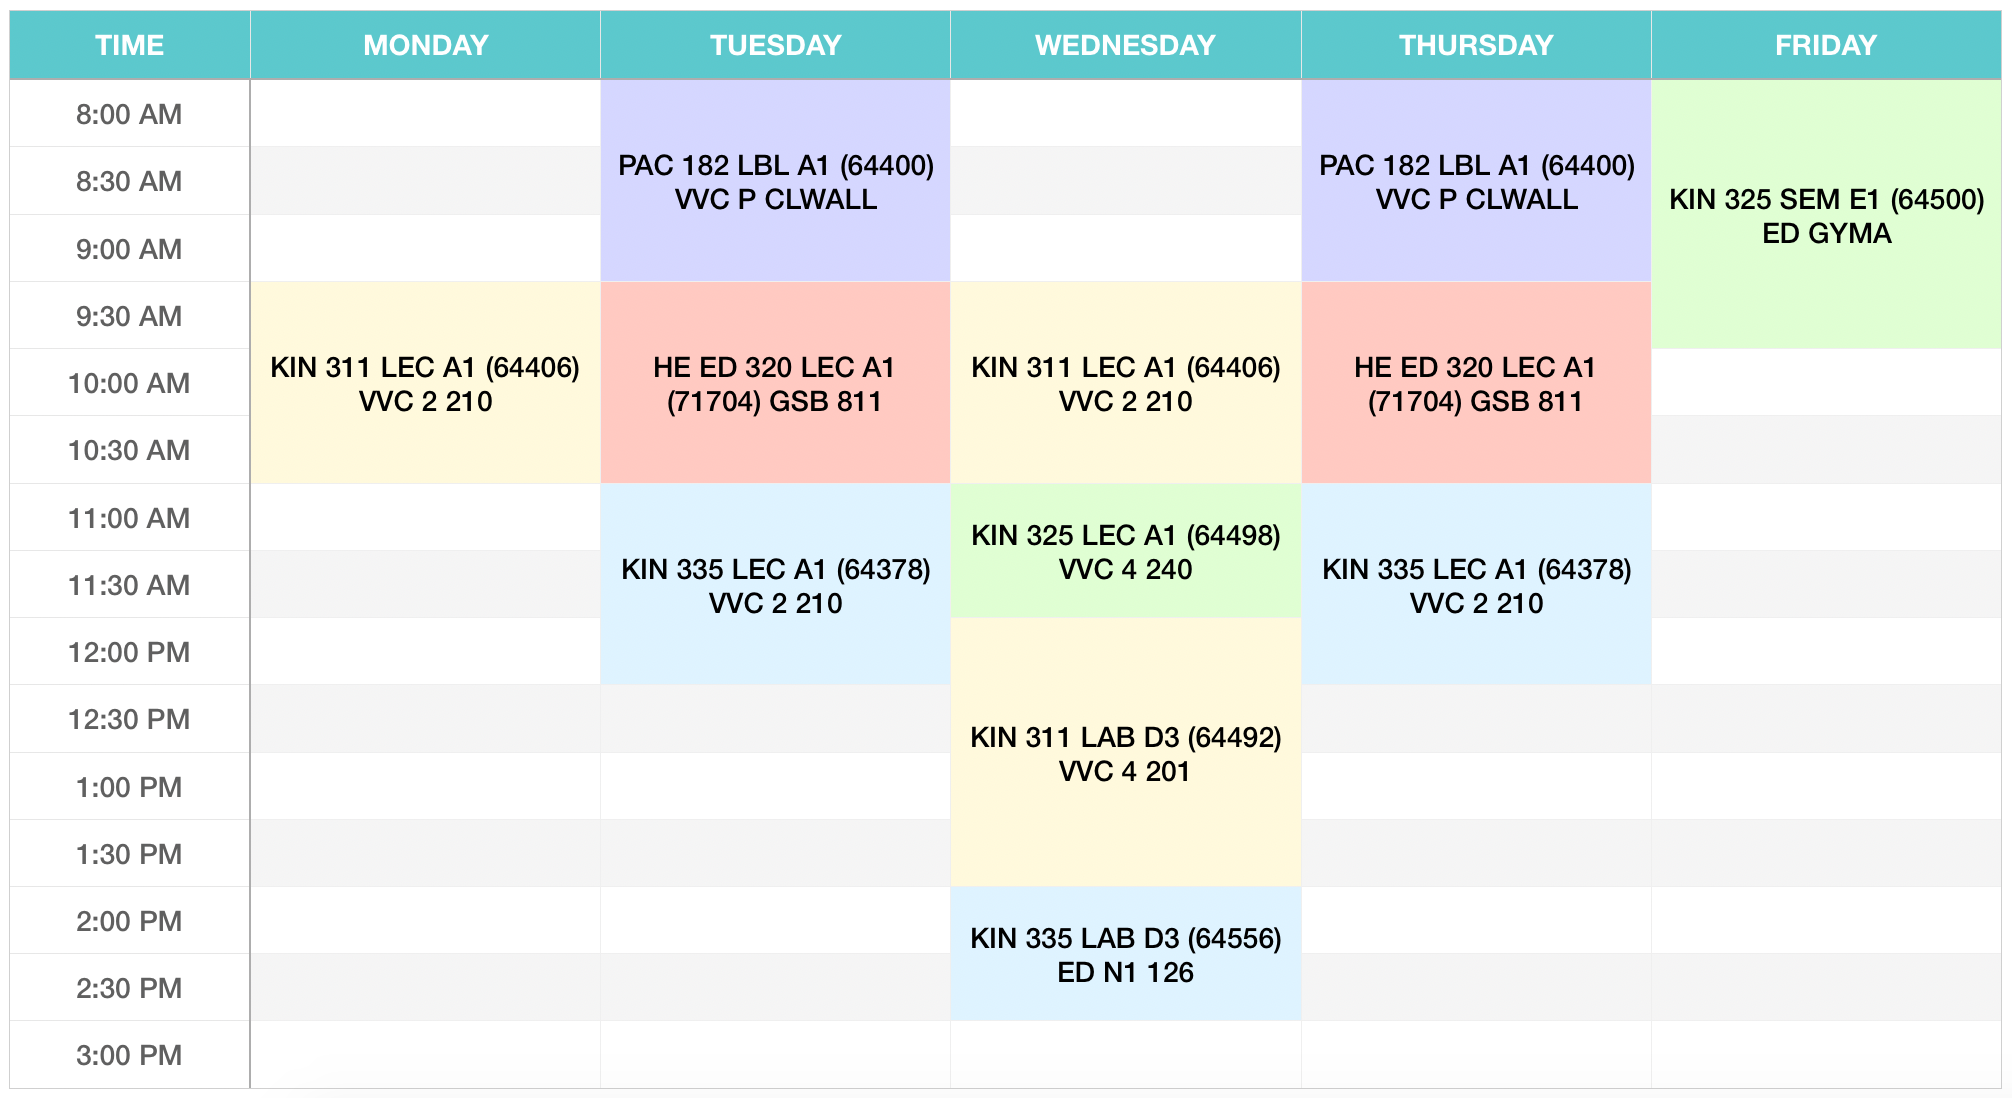 TIME MONDAY TUESDAY WEDNESDAY THURSDAY FRIDAY
8:00 AM
PAC 182 LBL A1 (64400)
VVC P CLWALL
PAC 182 LBL A1 (64400)
VVC P CLWALL
KIN 325 SEM E1 (64500)
ED GYMA
8:30 AM
9:00 AM
9:30 AM
KIN 311 LEC A1 (64406)
VVC 2 210
HE ED 320 LEC A1
(71704) GSB 811
KIN 311 LEC A1 (64406)
VVC 2 210
HE ED 320 LEC A1
(71704) GSB 811
10:00 AM
10:30 AM
11:00 AM
KIN 335 LEC A1 (64378)
VVC 2 210
KIN 325 LEC A1 (64498)
VVC 4 240
KIN 335 LEC A1 (64378)
VVC 2 210
11:30 AM
12:00 PM
KIN 311 LAB D3 (64492)
VVC 4 201
12:30 PM
1:00 PM
1:30 PM
2:00 PM
KIN 335 LAB D3 (64556)
ED N1 126
2:30 PM
3:00 PM